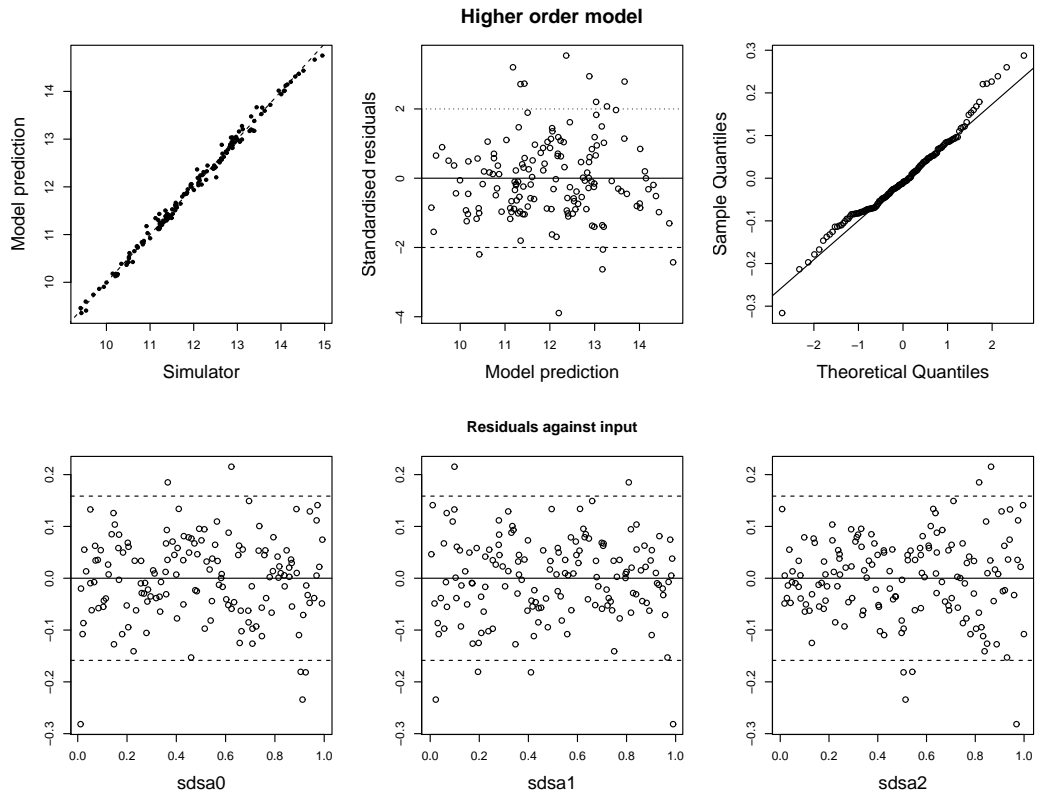 Higher order model
14
13
12
11
10
Model prediction
10 11 12 13 14 15
Simulator
2
0
−2
−4
Standardised residuals
10 11 12 13 14
Model prediction
0.3
0.2
0.1
0.0
−0.1
−0.2
−0.3
Sample Quantiles
−2 −1 0 1 2
Theoretical Quantiles
Residuals against input
0.2
0.1
0.0
−0.1
−0.2
−0.3
0.0 0.2 0.4 0.6 0.8 1.0
sdsa0
0.2
0.1
0.0
−0.1
−0.2
−0.3
0.0 0.2 0.4 0.6 0.8 1.0
sdsa1
0.2
0.1
0.0
−0.1
−0.2
−0.3
0.0 0.2 0.4 0.6 0.8 1.0
sdsa2